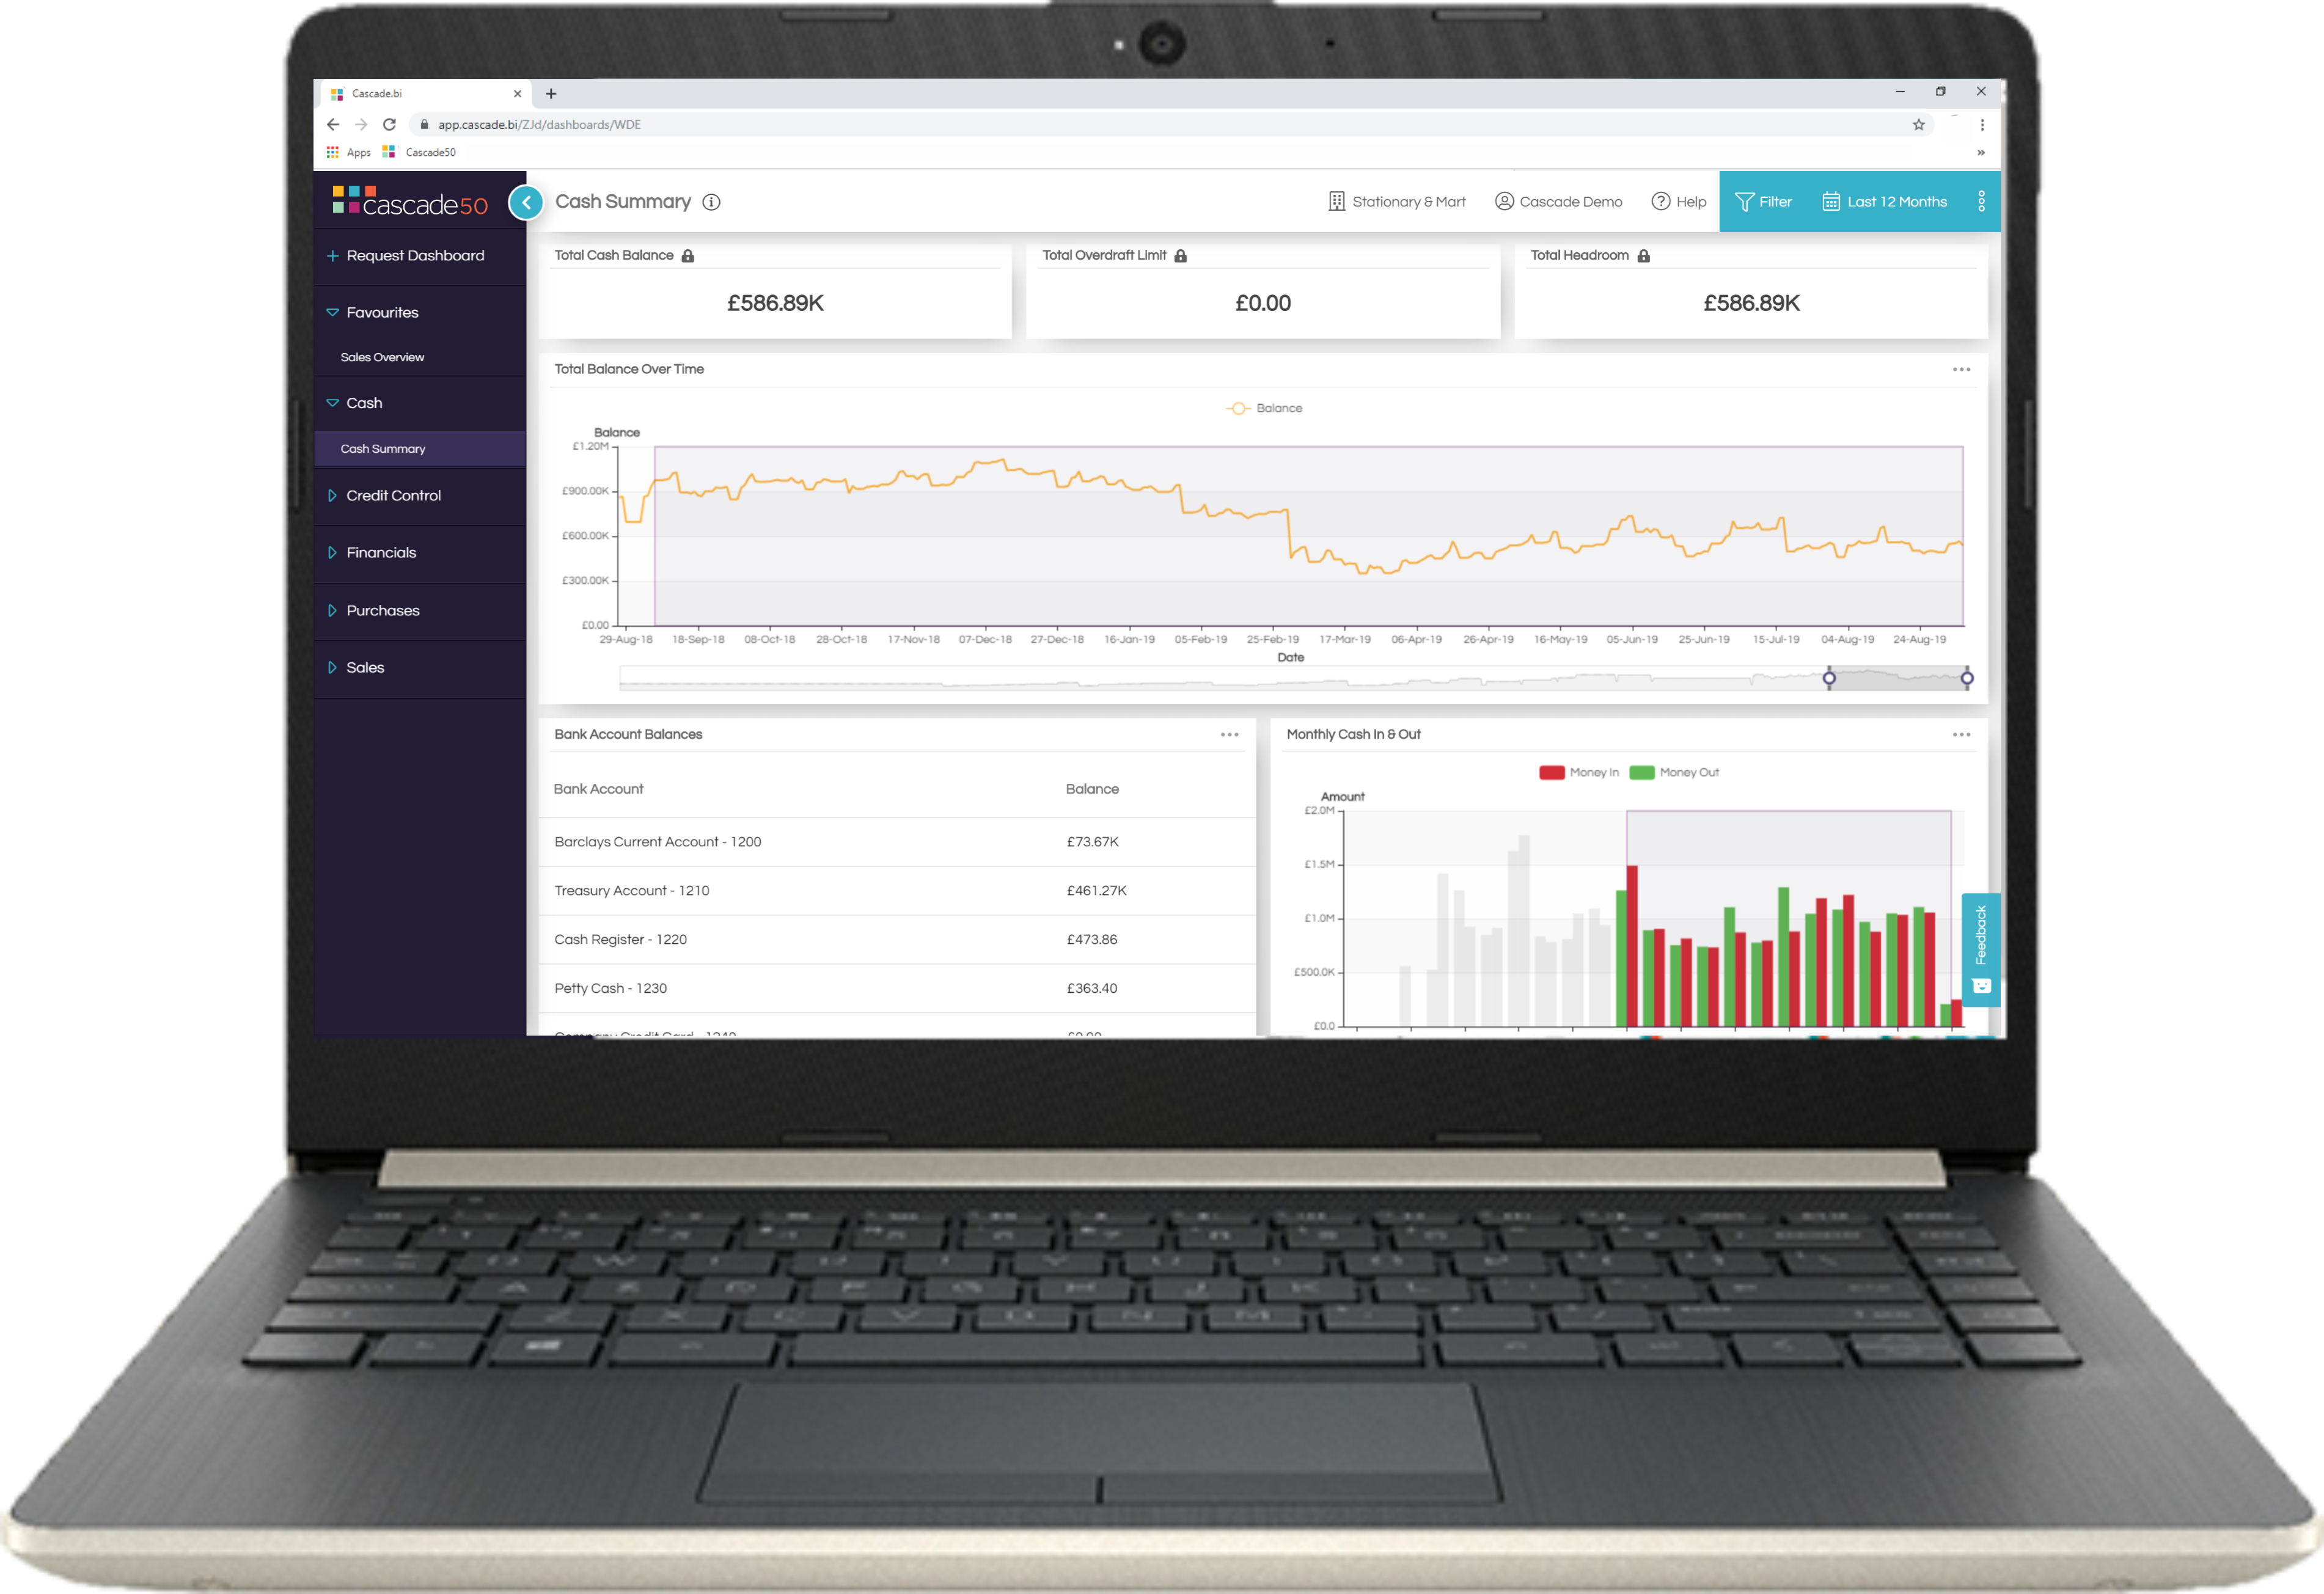 Cascade.bi
app.cascade.bi/ZJd/dashboards/WDE
Apps Cascade50
cascade50
Cash Summary
Stationary & Mart Cascade Demo Help Filter Last 12 Months
Request Dashboard
Favourites
Sales Overview
Cash
Cash Summary
Credit Control
Financials
Purchases
Sales
Total Cash Balance
£586.89K
Total Overdraft Limit
£0.00
Total Headroom
£586.89K
Total Balance Over Time
Balance
Balance
£1.20M
£900.00K
£600.00K
£300.00K
£0.00
29-Aug-18 18-Sep-18 08-Oct-18 28-Oct-18 17-Nov-18 07-Dec-18 27-Dec-18 16-Jan-19 05-Feb-19 25-Feb-19 17-Mar-19 06-Apr-19 26-Apr-19 16-May-19 05-Jun-19 25-Jun-19 15-Jul-19 04-Aug-19 24-Aug-19
Date
Bank Account Balances
Bank Account Balance
Barclays Current Account - 1200 £73.67K
Treasury Account - 1210 £461.27K
Cash Register - 1220 £473.86
Petty Cash - 1230 £363.40
Monthly Cash In & Out
Money In Money Out
Amount
£2.0M
£1.5M
£1.0M
£500.0K
£0.0
Feedback